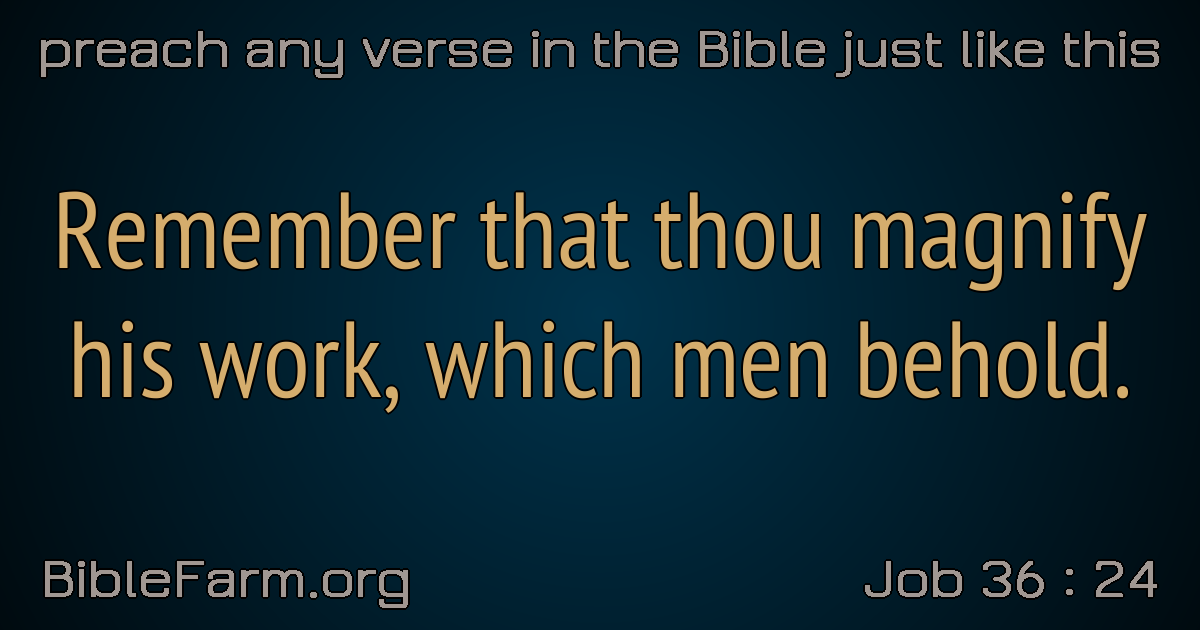 preach any verse in the Bible just like this
Remember that thou magnify
his work, which men behold.
BibleFarm.org
Job 36 : 24